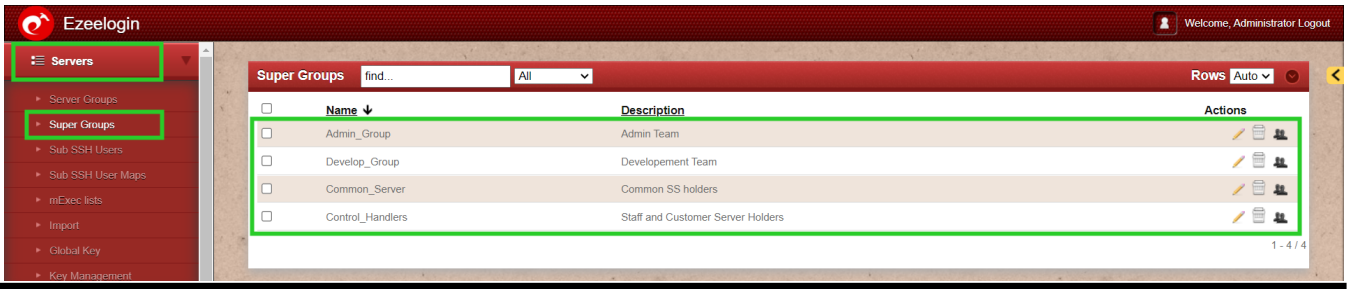 Ezeelogin
Welcome, Administrator Logout
Servers
Server Groups
Super Groups
Sub SSH Users
Sub SSH User Maps
mExec lists
Import
Global Key
Key Management
Super Groups find... All Rows Auto
Name Description Actions
Admin_Group Admin Team
Develop_Group Developement Team
Common_Server Common SS holders
Control_Handlers Staff and Customer Server Holders
1 - 4 / 4